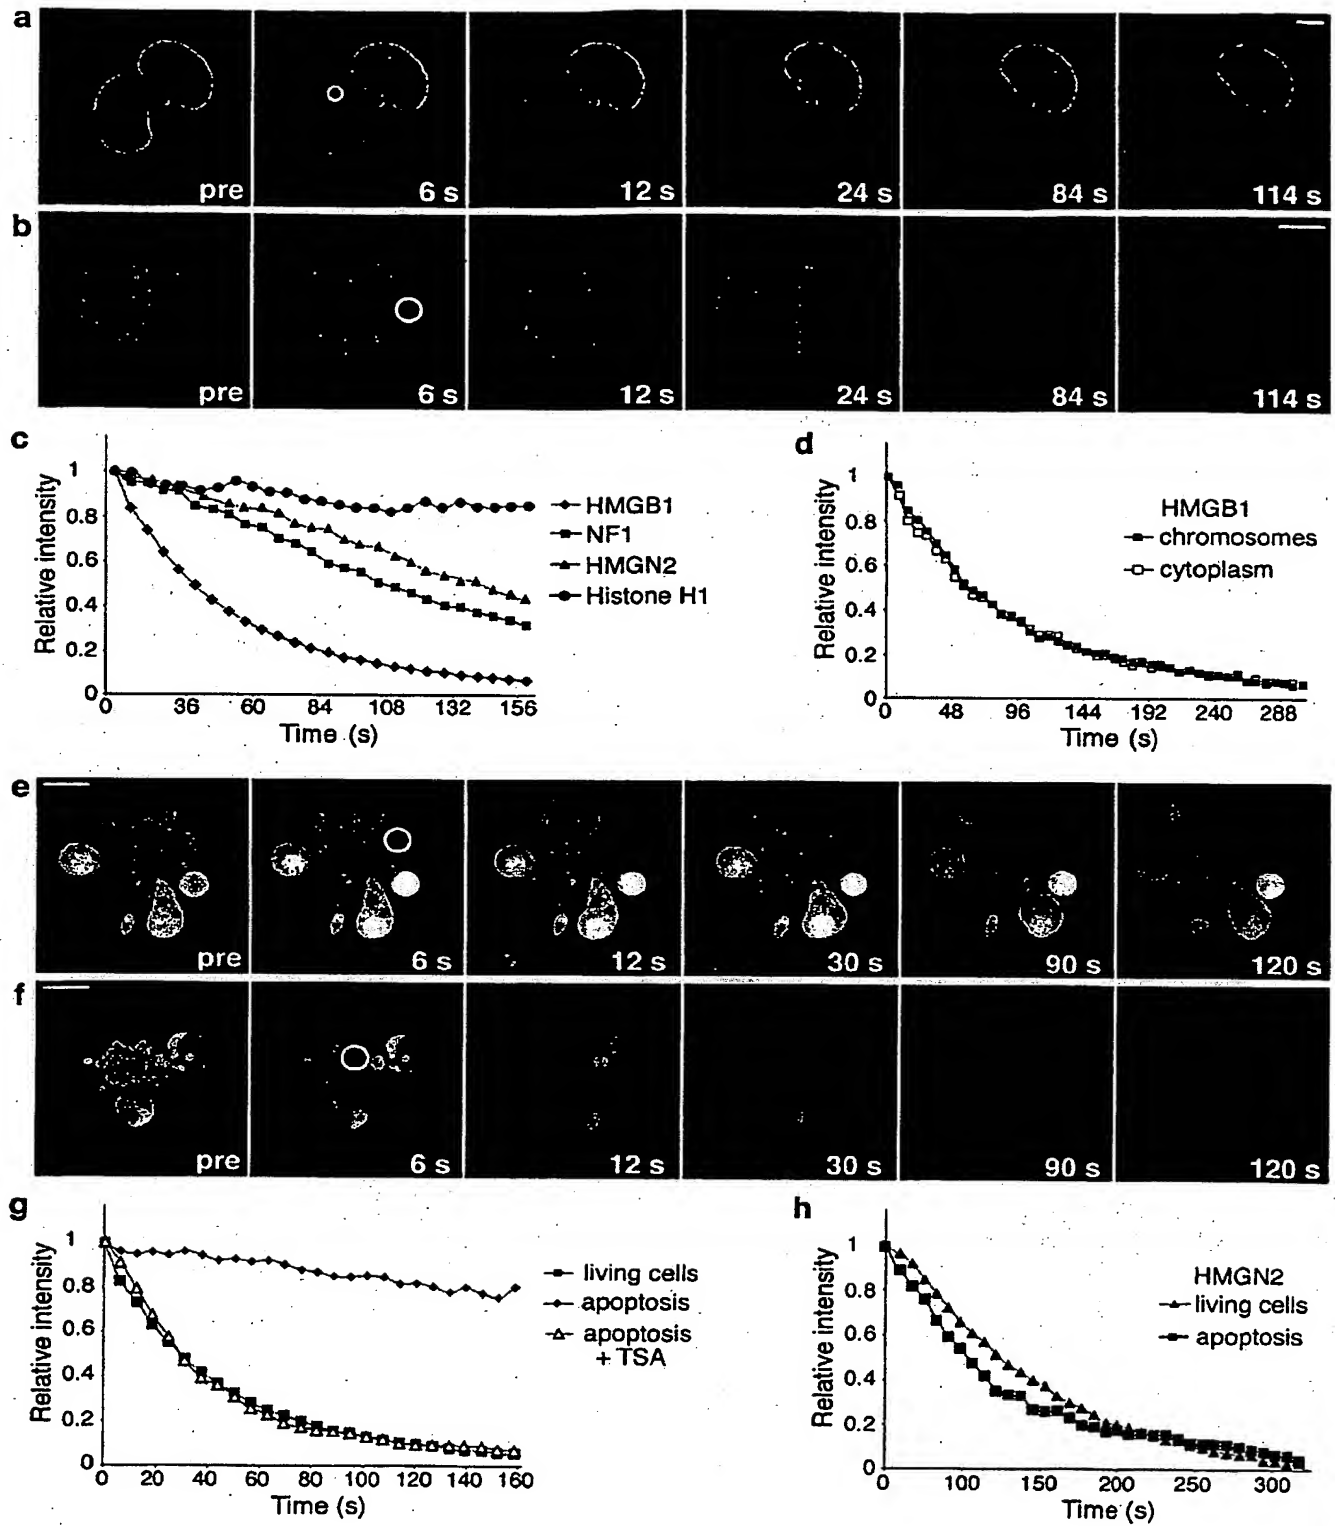 a
pre 6 s 12 s 24 s 84 s 114 s
b
pre 6 s 12 s 24 s 84 s 114 s
c
Relative intensity
1
0.8
0.6
0.4
0.2
0
0 36 60 84 108 132 156
Time (s)
HMGB1
NF1
HMGN2
Histone H1
d
Relative intensity
1
0.8
0.6
0.4
0.2
0
0 48 96 144 192 240 288
Time (s)
HMGB1
chromosomes
cytoplasm
e
pre 6 s 12 s 30 s 90 s 120 s
f
pre 6 s 12 s 30 s 90 s 120 s
g
Relative intensity
1
0.8
0.6
0.4
0.2
0
0 20 40 60 80 100 120 140 160
Time (s)
living cells
apoptosis
apoptosis
+ TSA
h
Relative intensity
1
0.8
0.6
0.4
0.2
0
0 100 150 200 250 300
Time (s)
HMGN2
living cells
apoptosis